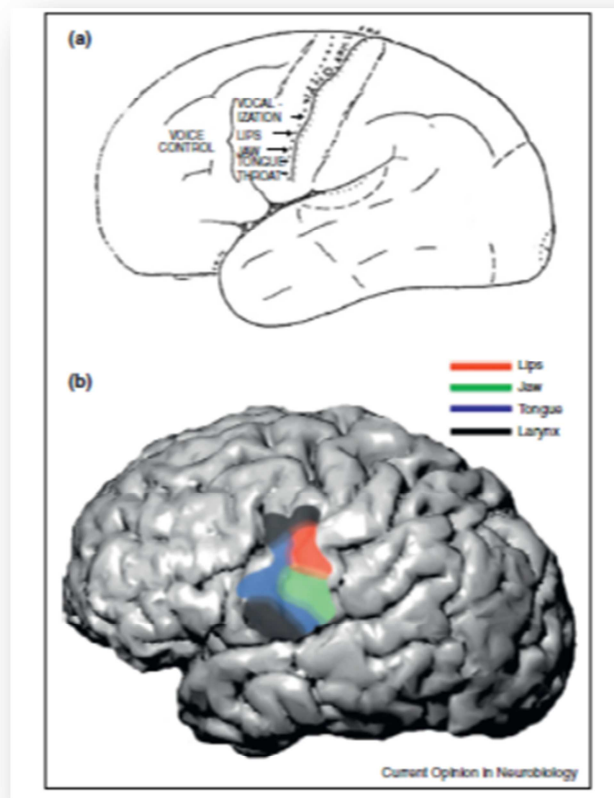 (a)
VOCAL-
IZATION
LIPS
JAW
TONGUE
THROAT
VOICE
CONTROL
(b)
Lips
Jaw
Tongue
Larynx
Current Opinion in Neurobiology